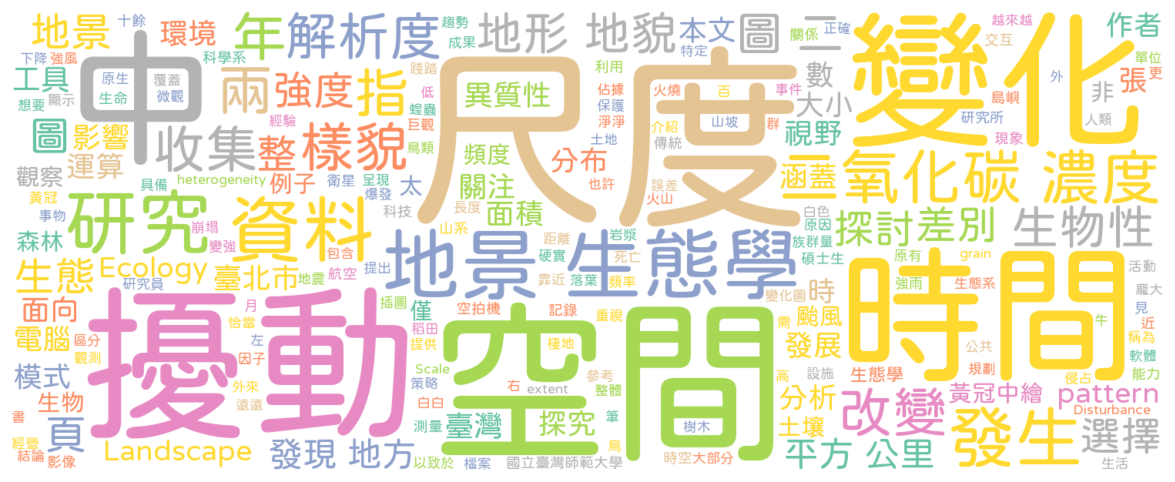 地景 十餘 環境 年 解析度 趨勢 成果 地形 地貌 本文 圖 二 關係 正確 越來越 作者
下降 強風 中 科學系 特定 變化 交互 單位
工具 原生 覆蓋 兩 強度 指 踐踏 利用 尺度 百 事件 數 外 張 更
想要 顯示 生命 微觀 低 蝗蟲 異質性 佔據 火燒 大小 非 島嶼
圖 影響 收集 經驗 整 樣貌 巨觀 保護 山坡 群 視野 研究所 人類
運算 鳥類 頻度 淨淨 介紹 現象
觀察 具備 heterogeneity 例子 衛星 呈現 太 關注 分布 土地 傳統 涵蓋 氧化碳 濃度
黃冠 研究 資料 爆發 也許 誤差 火山
事物 崩塌 科技 長度 面積 白色 探討 差別 生物性
森林 變強 包含 山系 地景 生態學 距離 岩漿 原因 族群量
生態 Ecology 臺北市 地震 航空 提出 硬實 死亡 碩士生 原有 grain 活動
研究員 靠近 落葉 頻率 強雨 生態系 龐大
面向 月 擾動 插圖 僅 空拍機 記錄 重視 變化圖 時 時間 牛 見
恰當 稻田 空間 需 颱風 近
電腦 區分 左 提供 棲地 發展 公共 稱為
觀測 因子 Scale 參考 高 設施 生態學 規劃 軟體
模式 外來 策略 右 extent 整體 侵占 能力
生物 遠遠 白白 筆 分析 改變 黃冠中繪 pattern
書 頁 測量 臺灣 探究 樹木 土壤 Disturbance
經營 Landscape 發現 地方 鳥 發生 選擇
結論 影像 以致於 檔案 國立臺灣師範大學 時空 大部分 平方 公里 生活